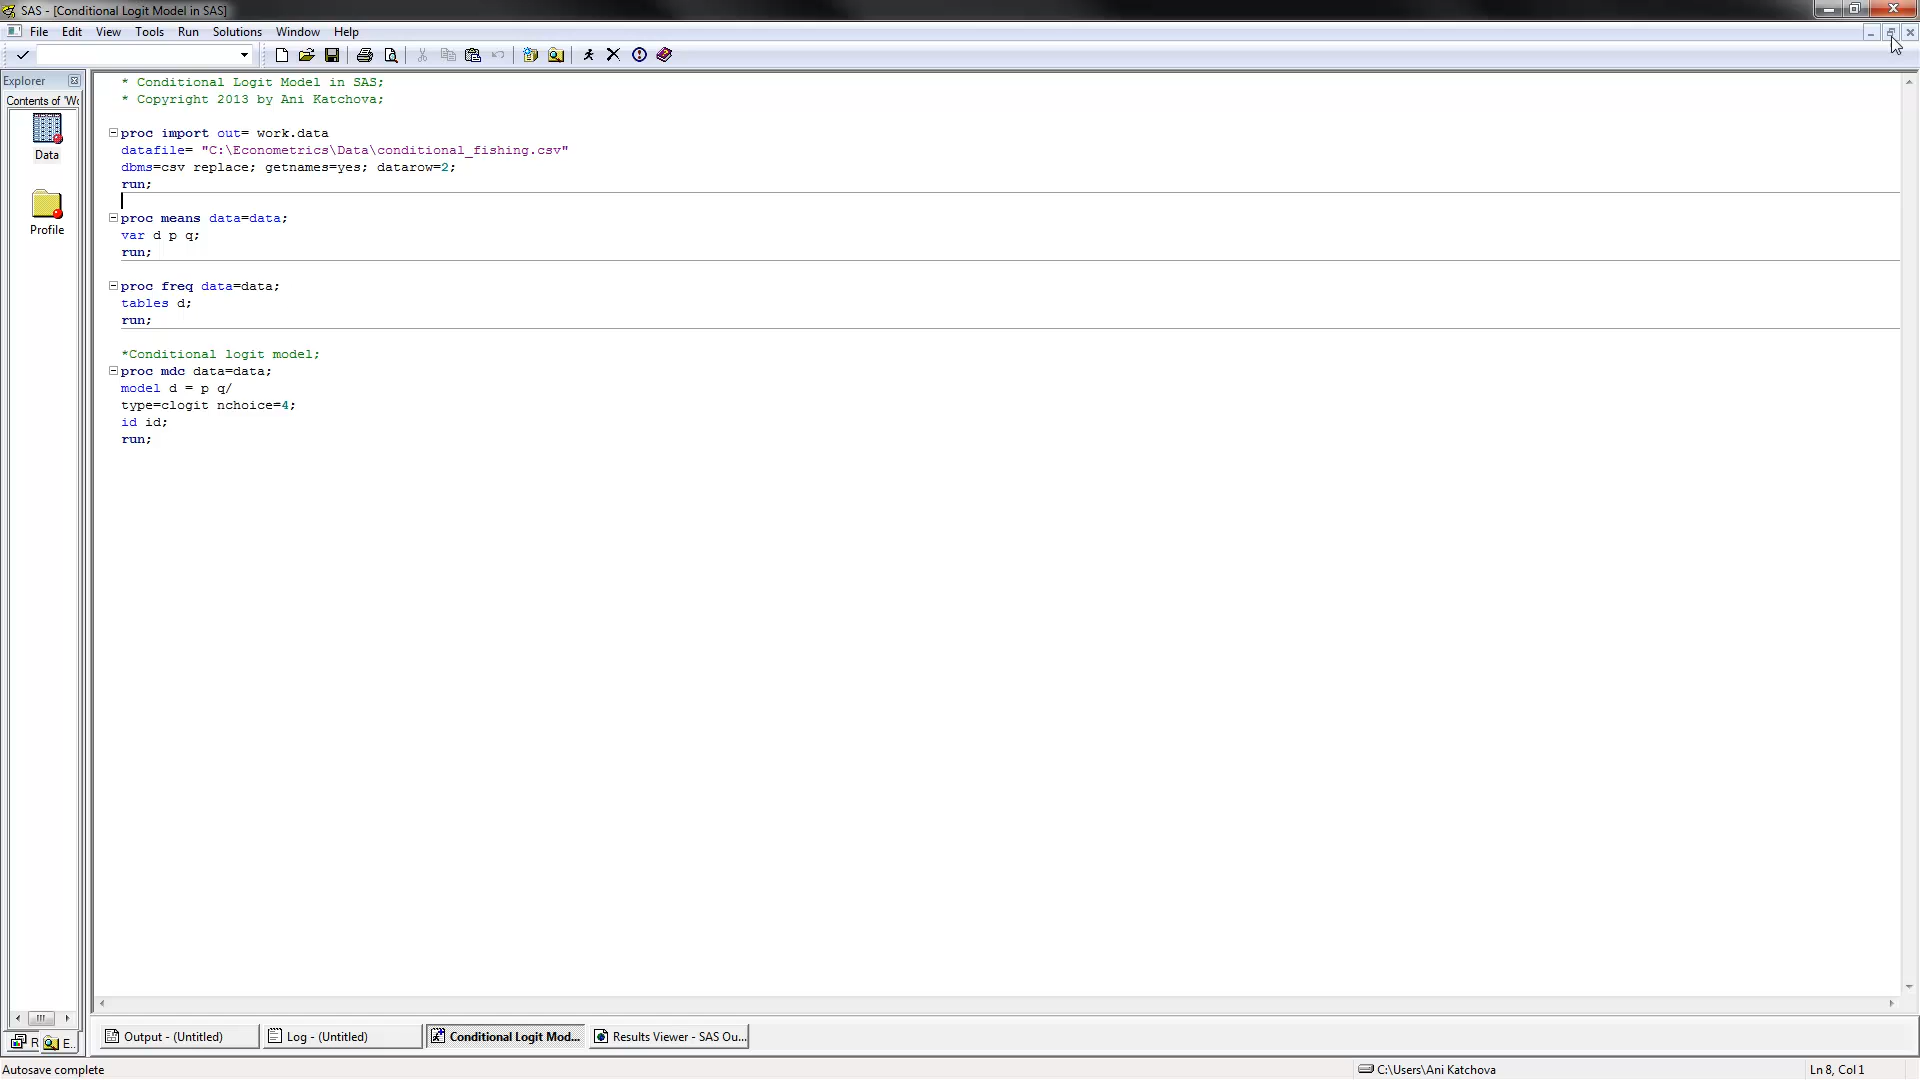 SAS - [Conditional Logit Model in SAS]
File Edit View Tools Run Solutions Window Help
Explorer
Contents of 'Wo
Data
Profile
* Conditional Logit Model in SAS;
* Copyright 2013 by Ani Katchova;
proc import out= work.data
datafile= "C:\Econometrics\Data\conditional_fishing.csv"
dbms=csv replace; getnames=yes; datarow=2;
run;
proc means data=data;
var d p q;
run;
proc freq data=data;
tables d;
run;
*Conditional logit model;
proc mdc data=data;
model d = p q/
type=clogit nchoice=4;
id id;
run;
R E..
Output - (Untitled) Log - (Untitled) Conditional Logit Mod... Results Viewer - SAS Ou...
Autosave complete C:\Users\Ani Katchova Ln 8, Col 1